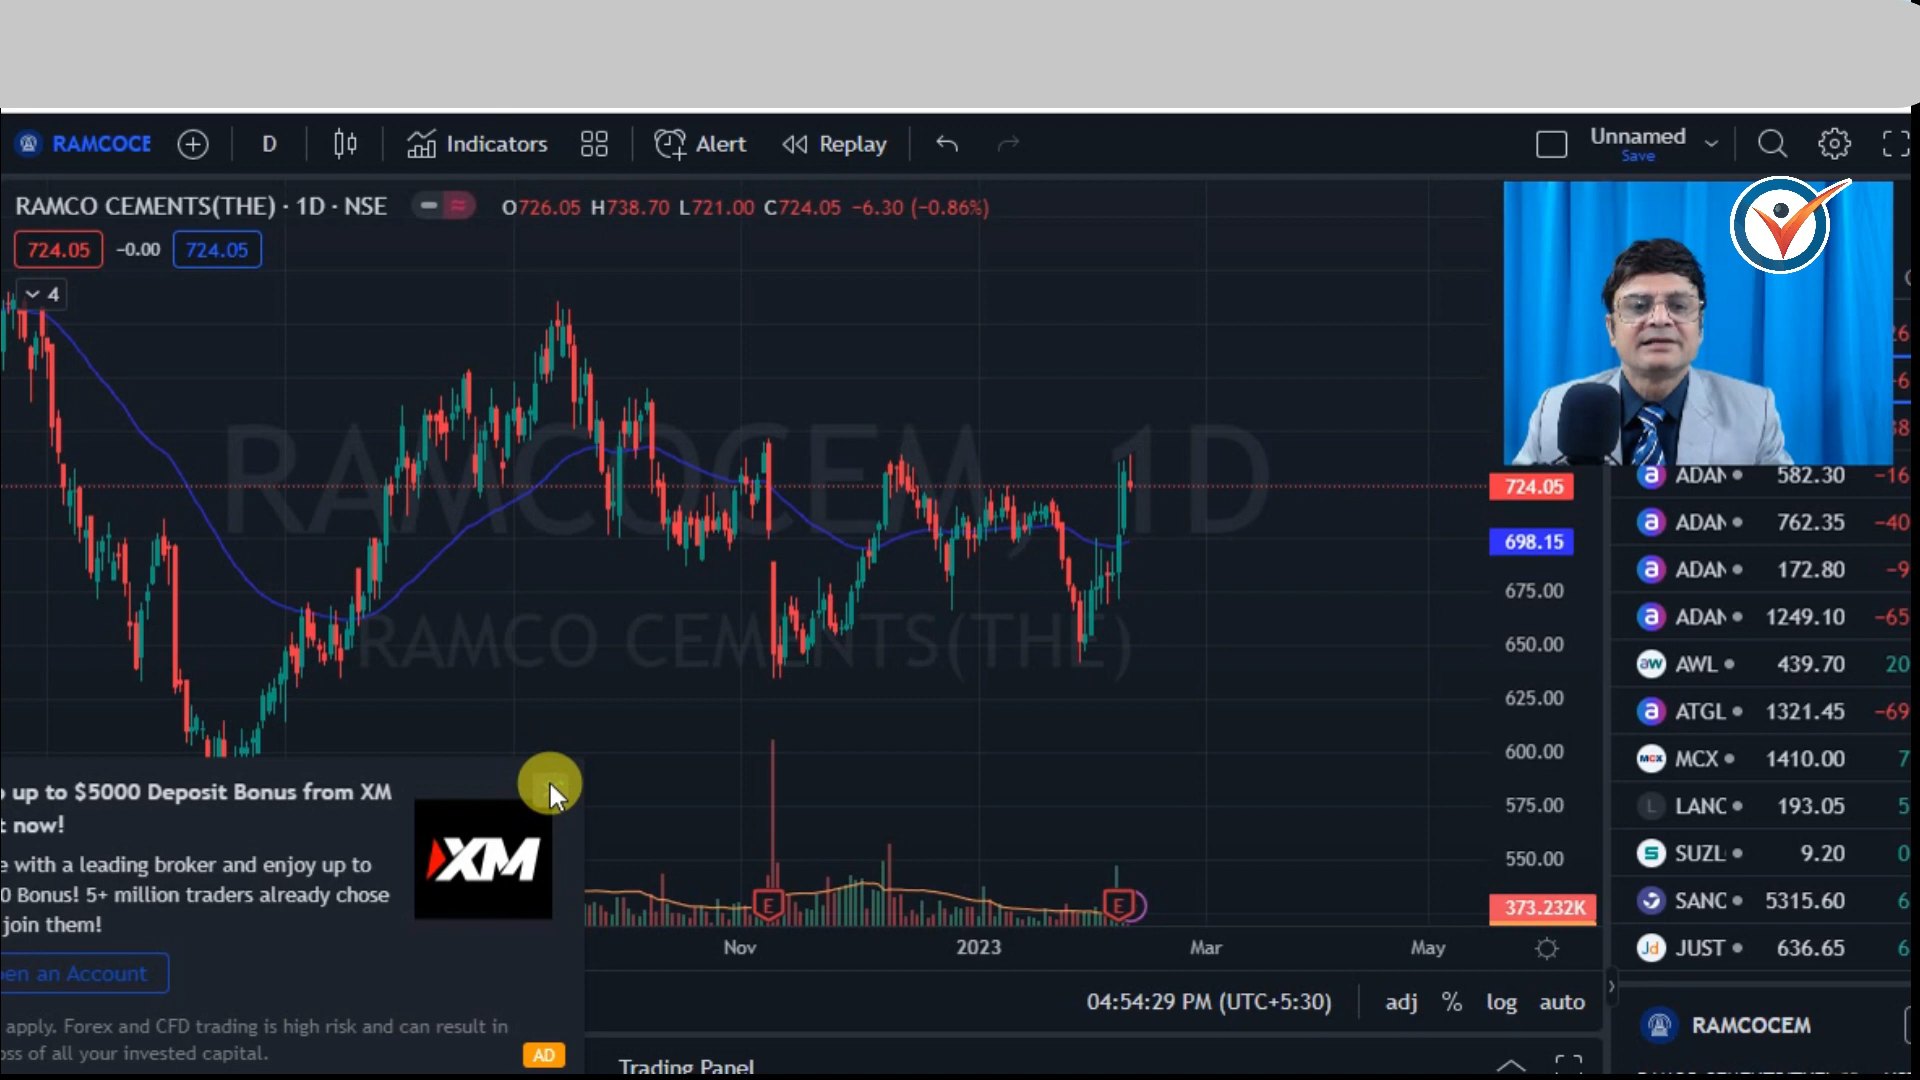 RAMCOCE D Indicators Alert Replay Unnamed
Save
RAMCO CEMENTS(THE) · 1D · NSE O726.05 H738.70 L721.00 C724.05 −6.30 (−0.86%)
724.05 −0.00 724.05
4
RAMCOCEM, 1D
RAMCO CEMENTS(THE)
724.05
698.15
675.00
650.00
625.00
600.00
575.00
550.00
373.232K
ADAN 582.30 −16
ADAN 762.35 −40
ADAN 172.80 −9
ADAN 1249.10 −65
AWL 439.70 20
ATGL 1321.45 −69
MCX 1410.00 7
LANC 193.05 5
SUZL 9.20 0
SANC 5315.60 6
JUST 636.65 6
up to $5000 Deposit Bonus from XM
now!
with a leading broker and enjoy up to
0 Bonus! 5+ million traders already chose
join them!
XM
en an Account
apply. Forex and CFD trading is high risk and can result in
oss of all your invested capital.
AD
E E
Nov 2023 Mar May
04:54:29 PM (UTC+5:30) adj % log auto
RAMCOCEM
Trading Panel